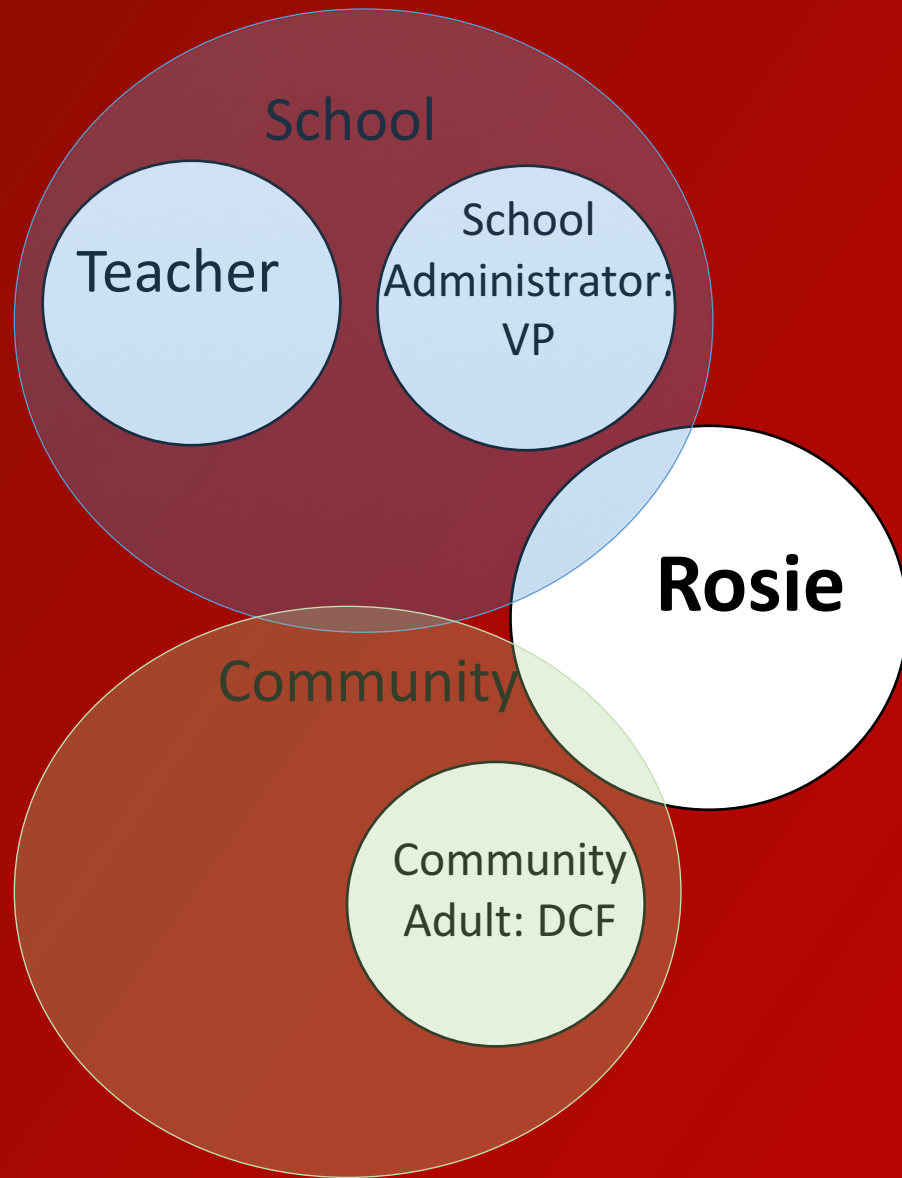 School
Teacher
School
Administrator:
VP
Rosie
Community
Community
Adult: DCF